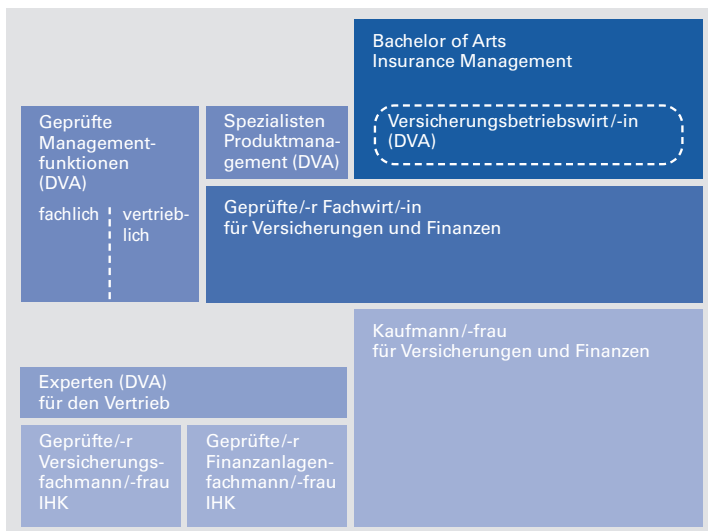 Bachelor of Arts
Insurance Management
Versicherungsbetriebswirt/-in
(DVA)
Geprüfte
Management-
funktionen
(DVA)
fachlich
vertrieb-
lich
Spezialisten
Produktmana-
gement (DVA)
Geprüfte/-r Fachwirt/-in
für Versicherungen und Finanzen
Kaufmann/-frau
für Versicherungen und Finanzen
Experten (DVA)
für den Vertrieb
Geprüfte/-r
Versicherungs-
fachmann/-frau
IHK
Geprüfte/-r
Finanzanlagen-
fachmann/-frau
IHK